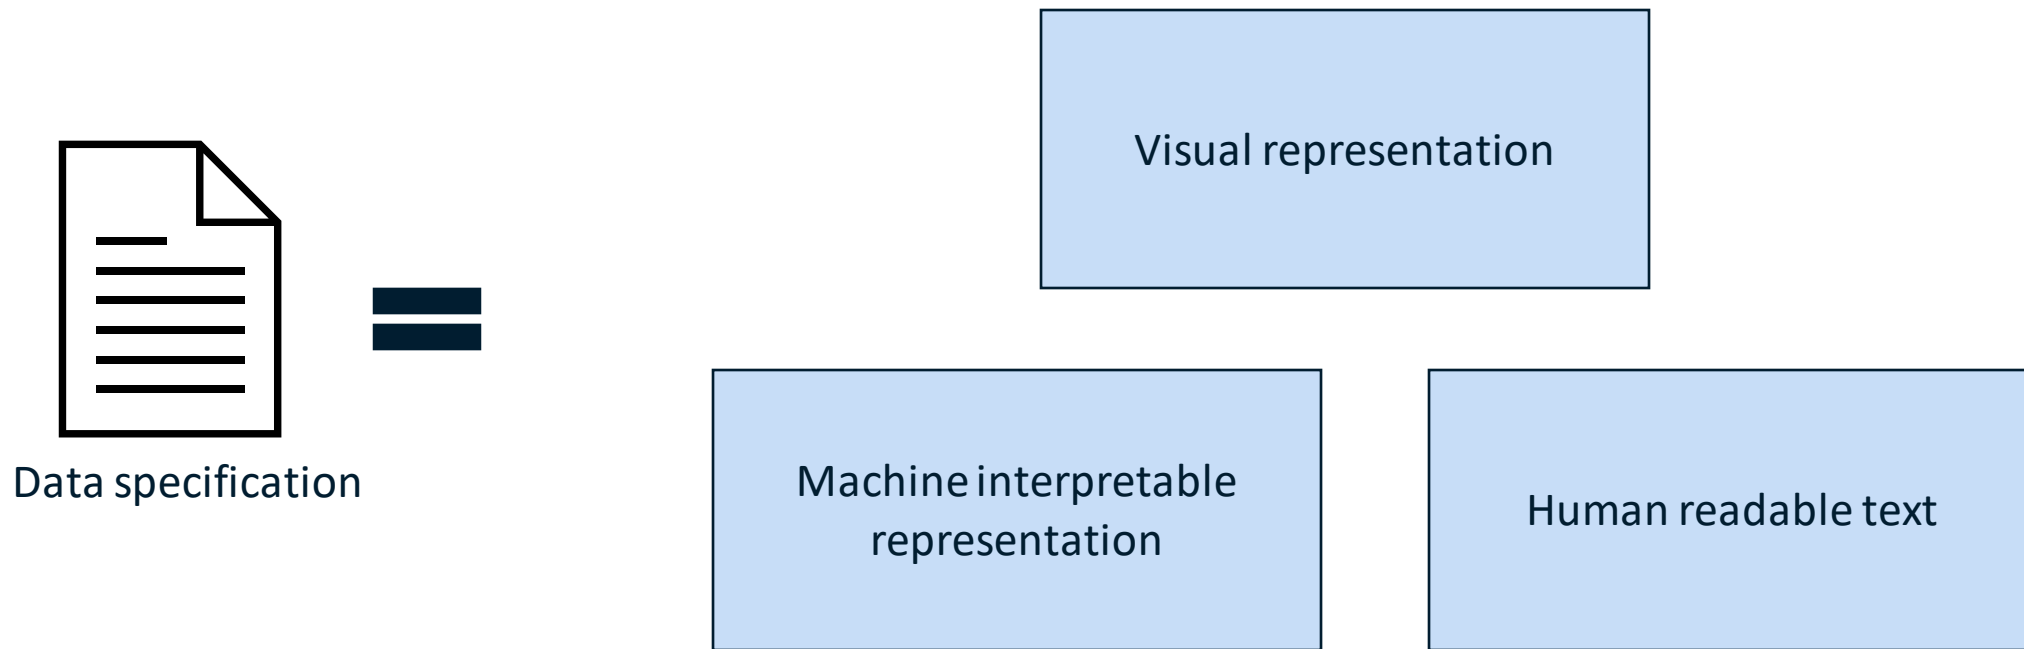 Visual representation
Data specification
Machine interpretable
representation
Human readable text